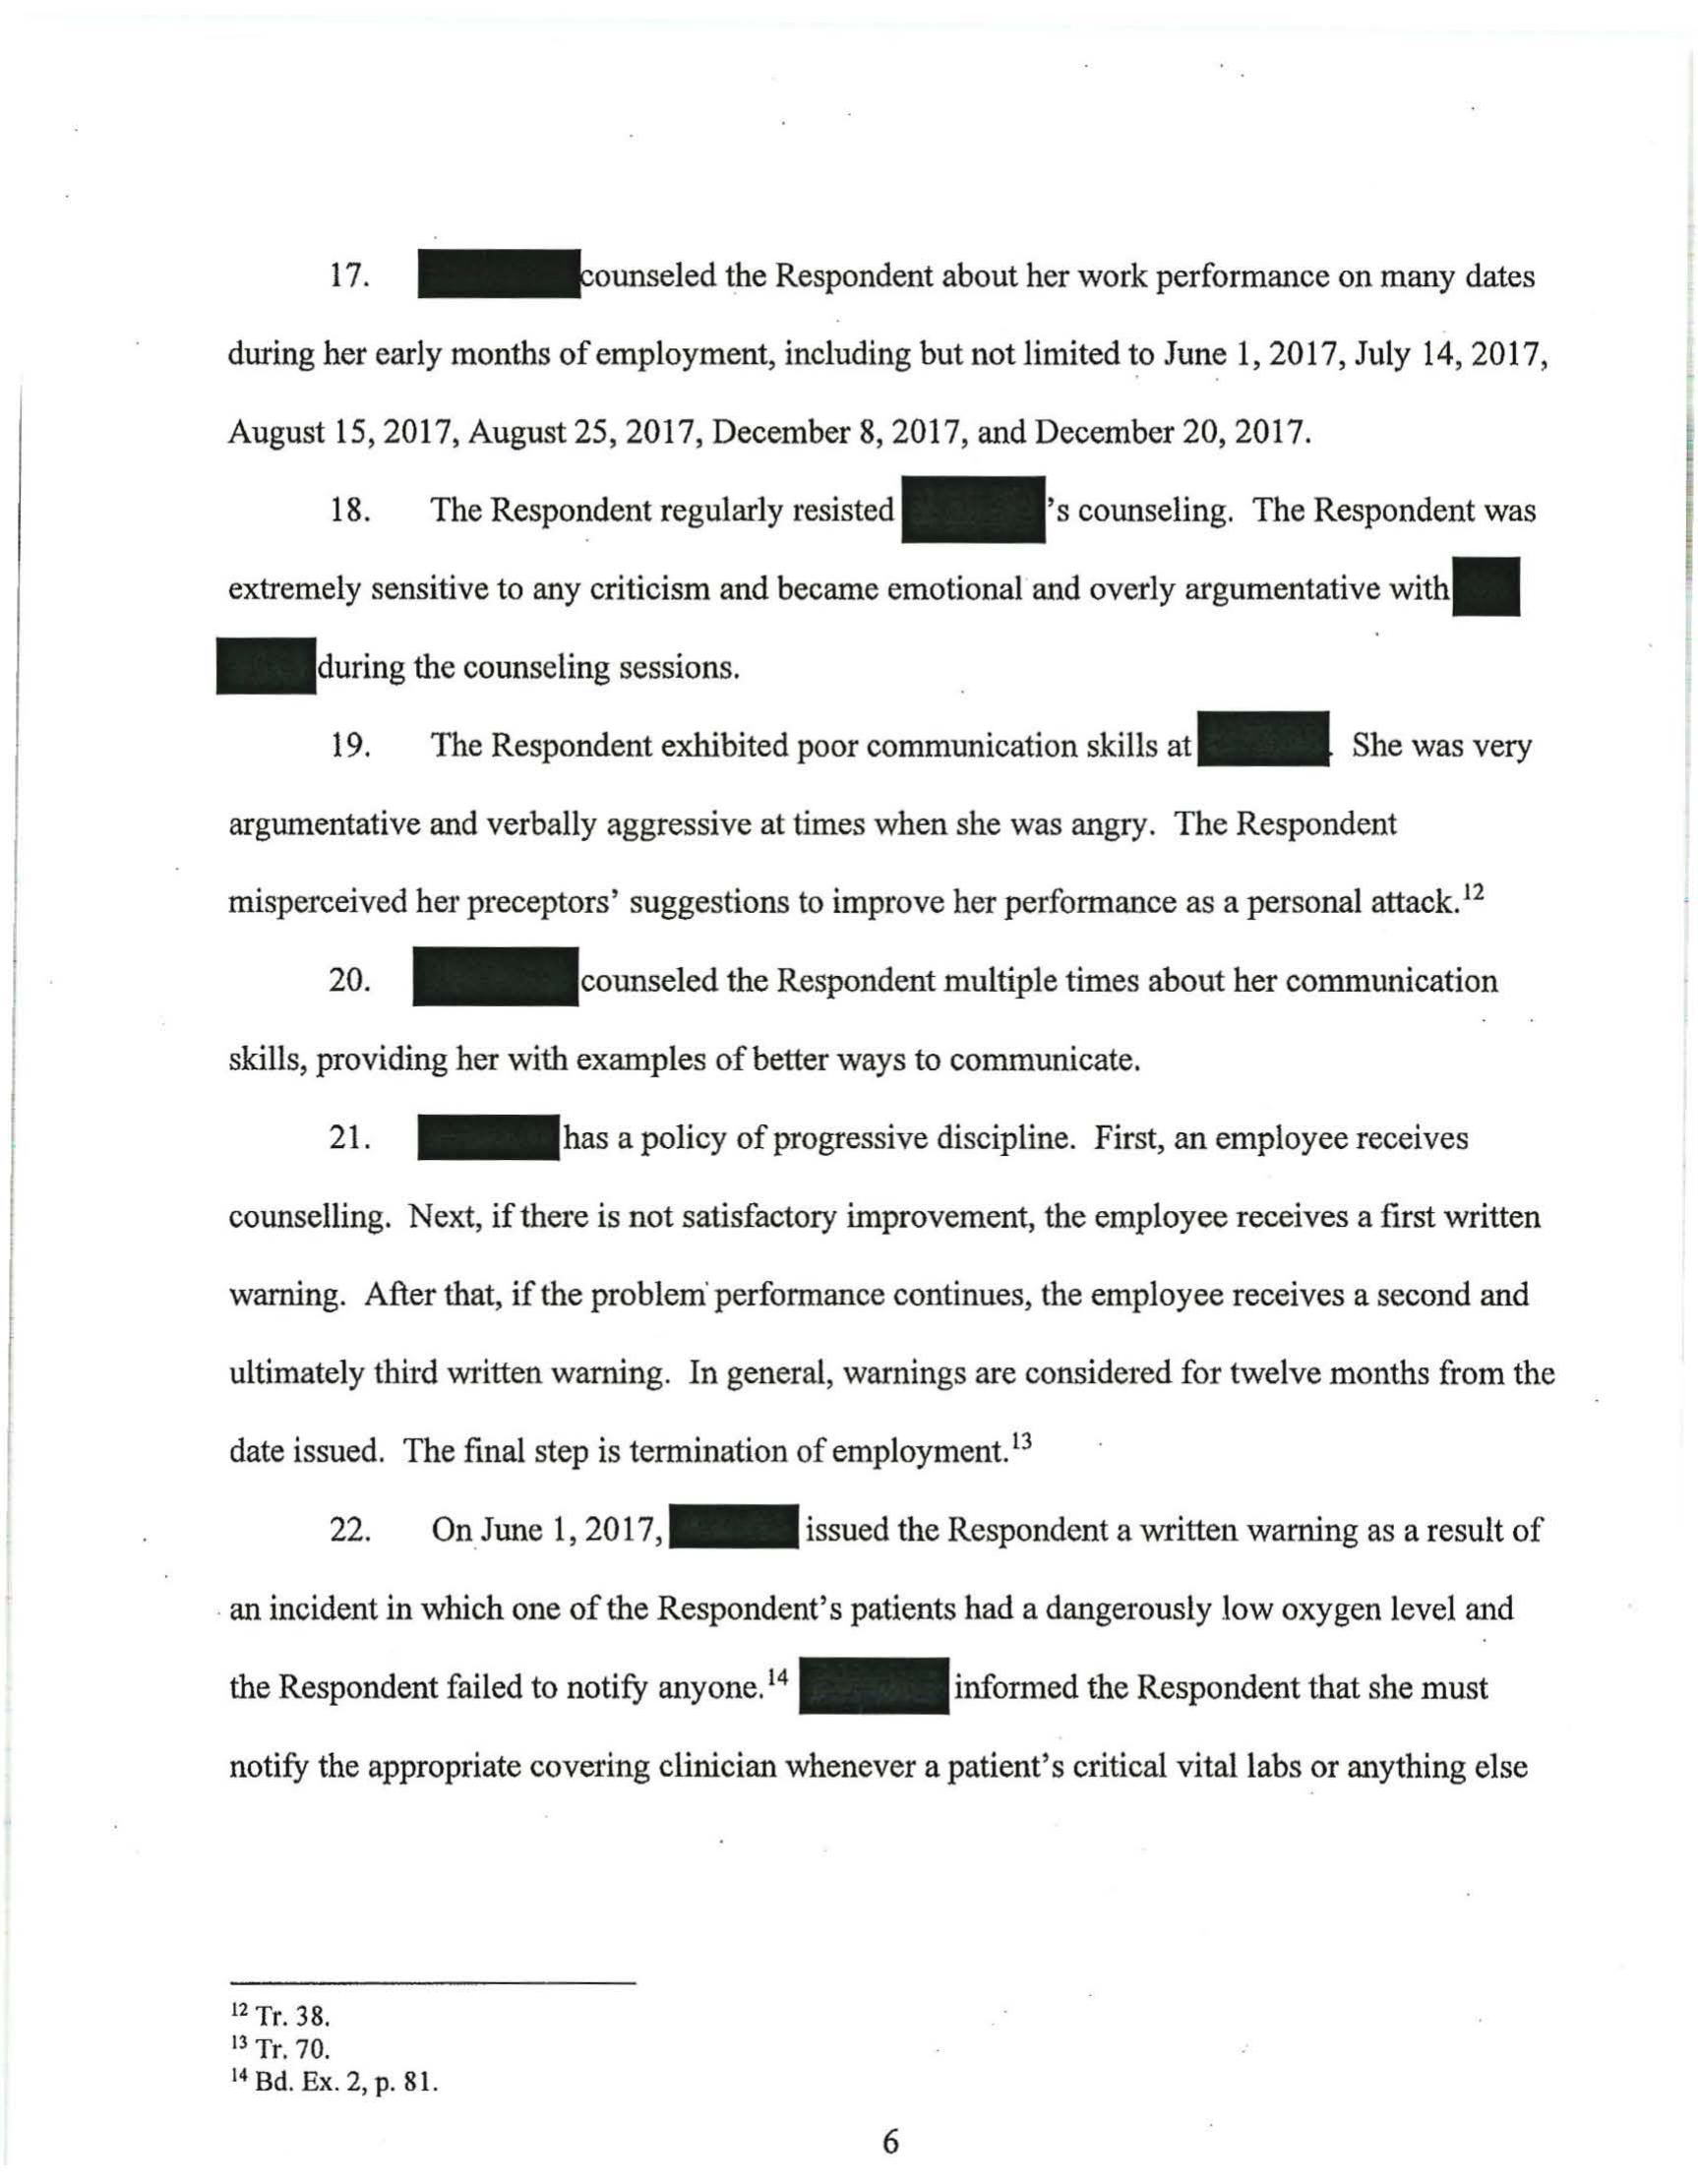 17. counseled the Respondent about her work performance on many dates
during her early months of employment, including but not limited to June 1, 2017, July 14, 2017,
August 15, 2017, August 25, 2017, December 8, 2017, and December 20, 2017.
18. The Respondent regularly resisted 's counseling. The Respondent was
extremely sensitive to any criticism and became emotional and overly argumentative with
during the counseling sessions.
19. The Respondent exhibited poor communication skills at . She was very
argumentative and verbally aggressive at times when she was angry. The Respondent
misperceived her preceptors’ suggestions to improve her performance as a personal attack.12
20. counseled the Respondent multiple times about her communication
skills, providing her with examples of better ways to communicate.
21. has a policy of progressive discipline. First, an employee receives
counselling. Next, if there is not satisfactory improvement, the employee receives a first written
warning. After that, if the problem performance continues, the employee receives a second and
ultimately third written warning. In general, warnings are considered for twelve months from the
date issued. The final step is termination of employment.13
22. On June 1, 2017, issued the Respondent a written warning as a result of
an incident in which one of the Respondent’s patients had a dangerously low oxygen level and
the Respondent failed to notify anyone.14 informed the Respondent that she must
notify the appropriate covering clinician whenever a patient’s critical vital labs or anything else
12 Tr. 38.
13 Tr. 70.
14 Bd. Ex. 2, p. 81.
6